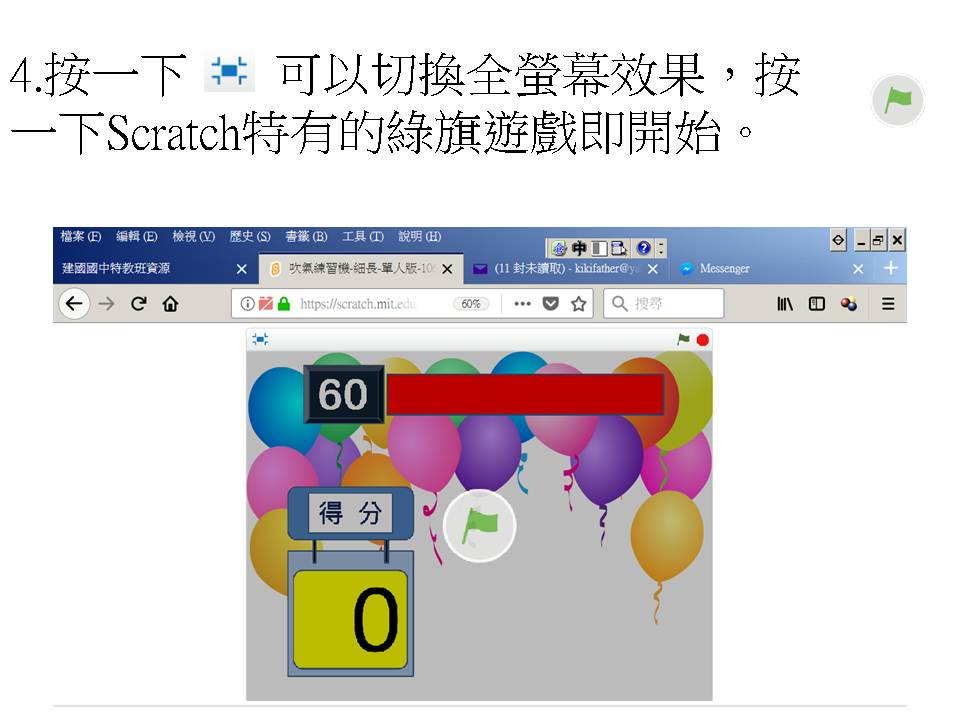 4.按一下 可以切換全螢幕效果，按
一下Scratch特有的綠旗遊戲即開始。
檔案(F) 編輯(E) 檢視(V) 歷史(S) 書籤(B) 工具(T) 說明(H)
中
建國國中特教班資源 吹氣練習機-細長-單人版-10 (11 封未讀取) - kikifather@ya Messenger
https://scratch.mit.edu 60% 搜尋
60
得 分
0